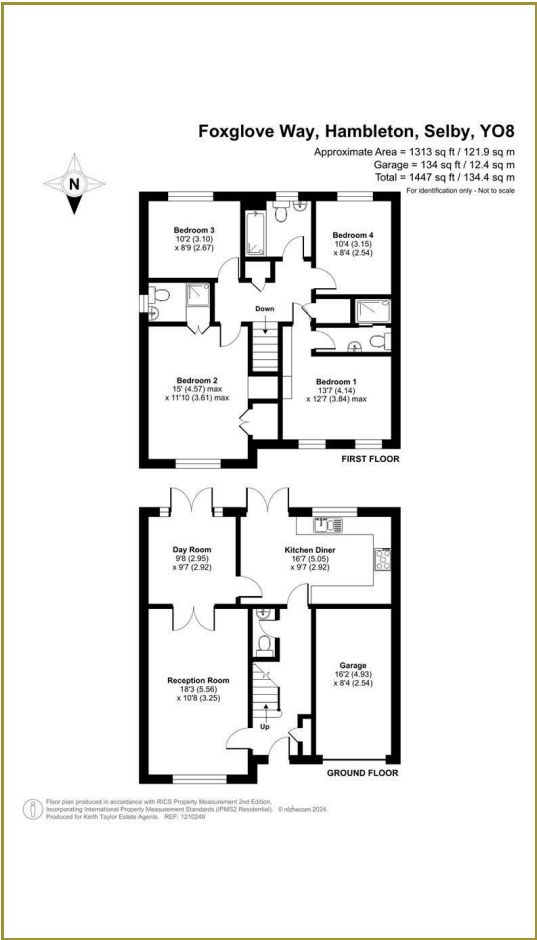 Foxglove Way, Hambleton, Selby, YO8
Approximate Area = 1313 sq ft / 121.9 sq m
Garage = 134 sq ft / 12.4 sq m
Total = 1447 sq ft / 134.4 sq m
For identification only - Not to scale
N
Bedroom 3
10'2 (3.10)
x 8'9 (2.67)
Bedroom 4
10'4 (3.15)
x 8'4 (2.54)
Down
Bedroom 2
15' (4.57) max
x 11'10 (3.61) max
Bedroom 1
13'7 (4.14)
x 12'7 (3.84) max
FIRST FLOOR
Day Room
9'8 (2.95)
x 9'7 (2.92)
Kitchen Diner
16'7 (5.05)
x 9'7 (2.92)
Reception Room
18'3 (5.56)
x 10'8 (3.25)
Garage
16'2 (4.93)
x 8'4 (2.54)
Up
GROUND FLOOR
Floor plan produced in accordance with RICS Property Measurement 2nd Edition,
Incorporating International Property Measurement Standards (IPMS2 Residential). © nichecom 2024.
Produced for Keith Taylor Estate Agents. REF: 1210249